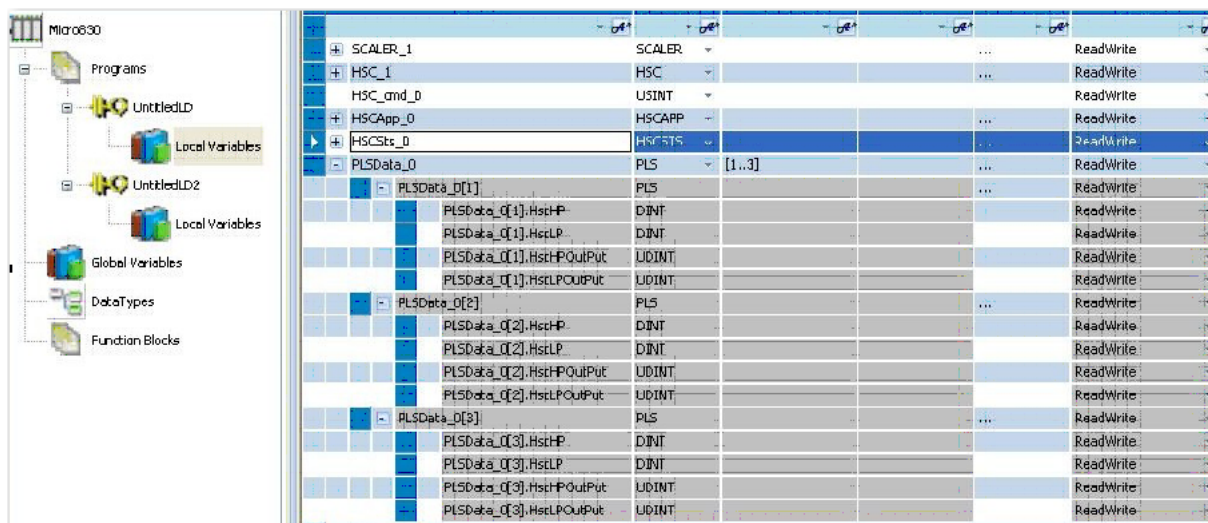 Micro830
Programs
UntitledLD
Local Variables
UntitledLD2
Local Variables
Global Variables
DataTypes
Function Blocks
SCALER_1 SCALER ... ReadWrite
HSC_1 HSC ... ReadWrite
HSC_cmd_0 USINT ReadWrite
HSCApp_0 HSCAPP ... ReadWrite
HSCSts_0 HSCSTS ... ReadWrite
PLSData_0 PLS [1..3] ... ReadWrite
PLSData_0[1] PLS ... ReadWrite
PLSData_0[1].HscHP DINT ReadWrite
PLSData_0[1].HscLP DINT ReadWrite
PLSData_0[1].HscHPOutPut UDINT ReadWrite
PLSData_0[1].HscLPOutPut UDINT ReadWrite
PLSData_0[2] PLS ... ReadWrite
PLSData_0[2].HscHP DINT ReadWrite
PLSData_0[2].HscLP DINT ReadWrite
PLSData_0[2].HscHPOutPut UDINT ReadWrite
PLSData_0[2].HscLPOutPut UDINT ReadWrite
PLSData_0[3] PLS ... ReadWrite
PLSData_0[3].HscHP DINT ReadWrite
PLSData_0[3].HscLP DINT ReadWrite
PLSData_0[3].HscHPOutPut UDINT ReadWrite
PLSData_0[3].HscLPOutPut UDINT ReadWrite